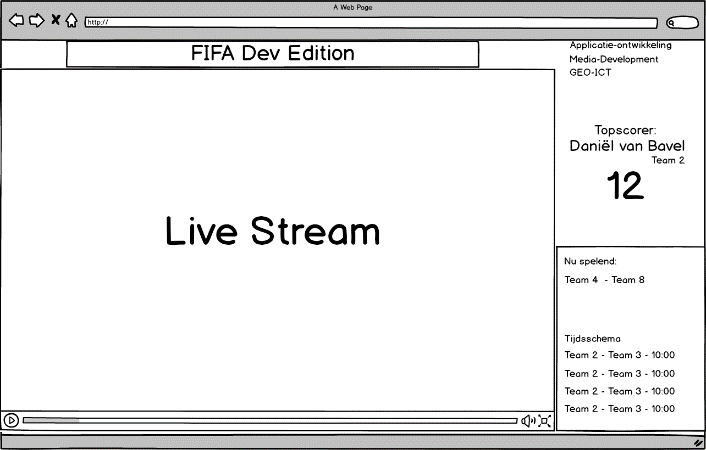 A Web Page
http://
FIFA Dev Edition
Applicatie-ontwikkeling
Media-Development
GEO-ICT
Topscorer:
Daniël van Bavel
Team 2
12
Live Stream
Nu spelend:
Team 4 - Team 8
Tijdsschema
Team 2 - Team 3 - 10:00
Team 2 - Team 3 - 10:00
Team 2 - Team 3 - 10:00
Team 2 - Team 3 - 10:00